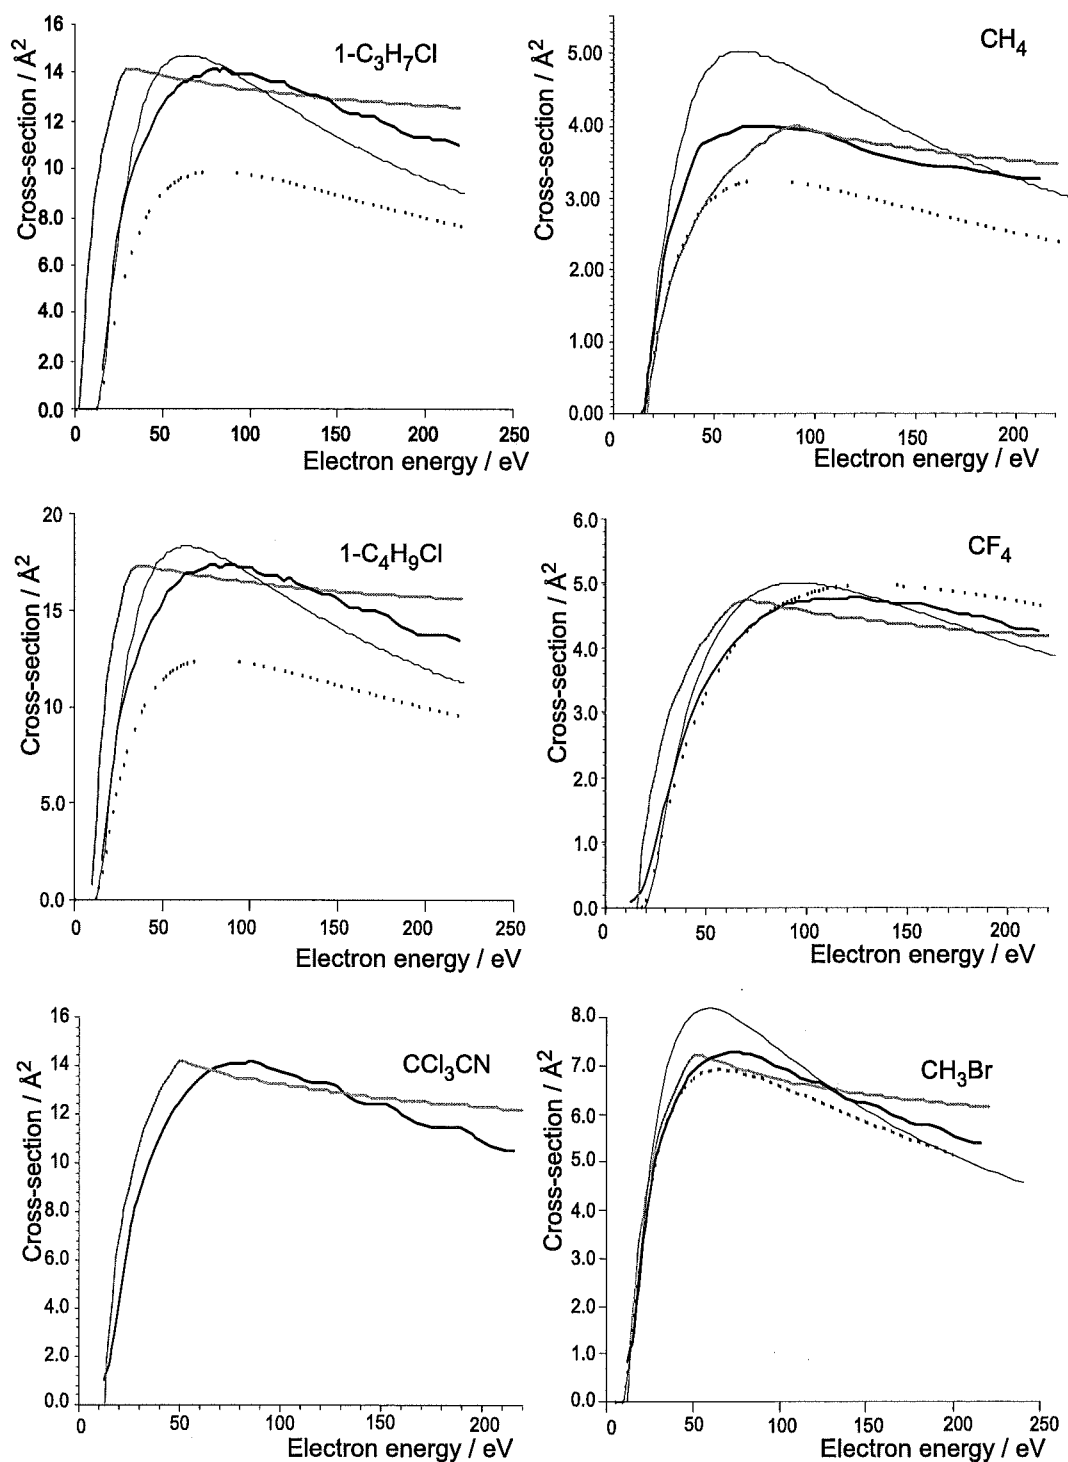 1-C₃H₇Cl
Cross-section / Å²
16
14
12
10
8.0
6.0
4.0
2.0
0.0
0 50 100 150 200 250
Electron energy / eV
CH₄
Cross-section / Å²
5.00
4.00
3.00
2.00
1.00
0.00
0 50 100 150 200
Electron energy / eV
1-C₄H₉Cl
Cross-section / Å²
20
15
10
5.0
0.0
0 50 100 150 200 250
Electron energy / eV
CF₄
Cross-section / Å²
6.0
5.0
4.0
3.0
2.0
1.0
0.0
0 50 100 150 200
Electron energy / eV
CCl₃CN
Cross-section / Å²
16
14
12
10
8.0
6.0
4.0
2.0
0.0
0 50 100 150 200
Electron energy / eV
CH₃Br
Cross-section / Å²
8.0
7.0
6.0
5.0
4.0
3.0
2.0
1.0
0.0
0 50 100 150 200 250
Electron energy / eV